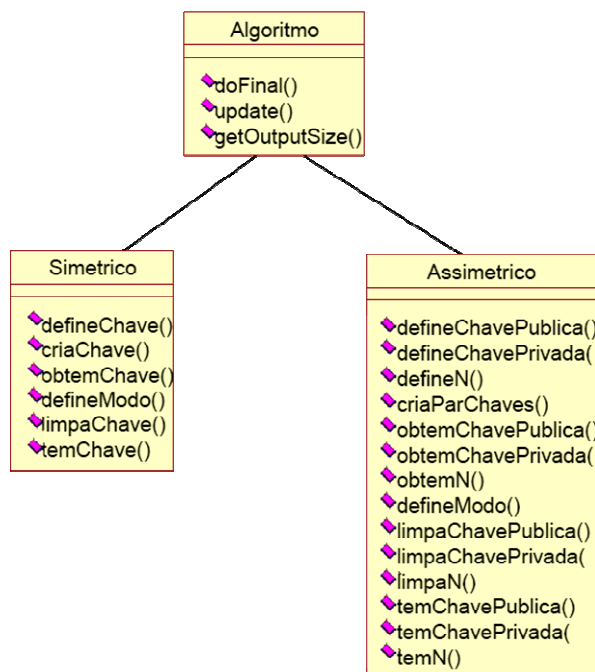 Algoritmo
doFinal()
update()
getOutputSize()
Simetrico
defineChave()
criaChave()
obtemChave()
defineModo()
limpaChave()
temChave()
Assimetrico
defineChavePublica()
defineChavePrivada(
defineN()
criaParChaves()
obtemChavePublica()
obtemChavePrivada(
obtemN()
defineModo()
limpaChavePublica()
limpaChavePrivada(
limpaN()
temChavePublica()
temChavePrivada(
temN()